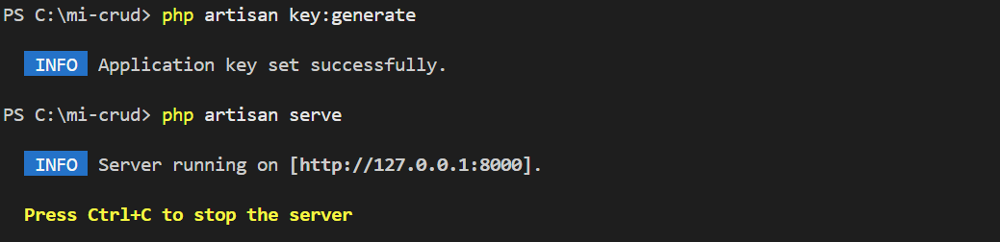 PS C:\mi-crud> php artisan key:generate
INFO Application key set successfully.
PS C:\mi-crud> php artisan serve
INFO Server running on [http://127.0.0.1:8000].
Press Ctrl+C to stop the server